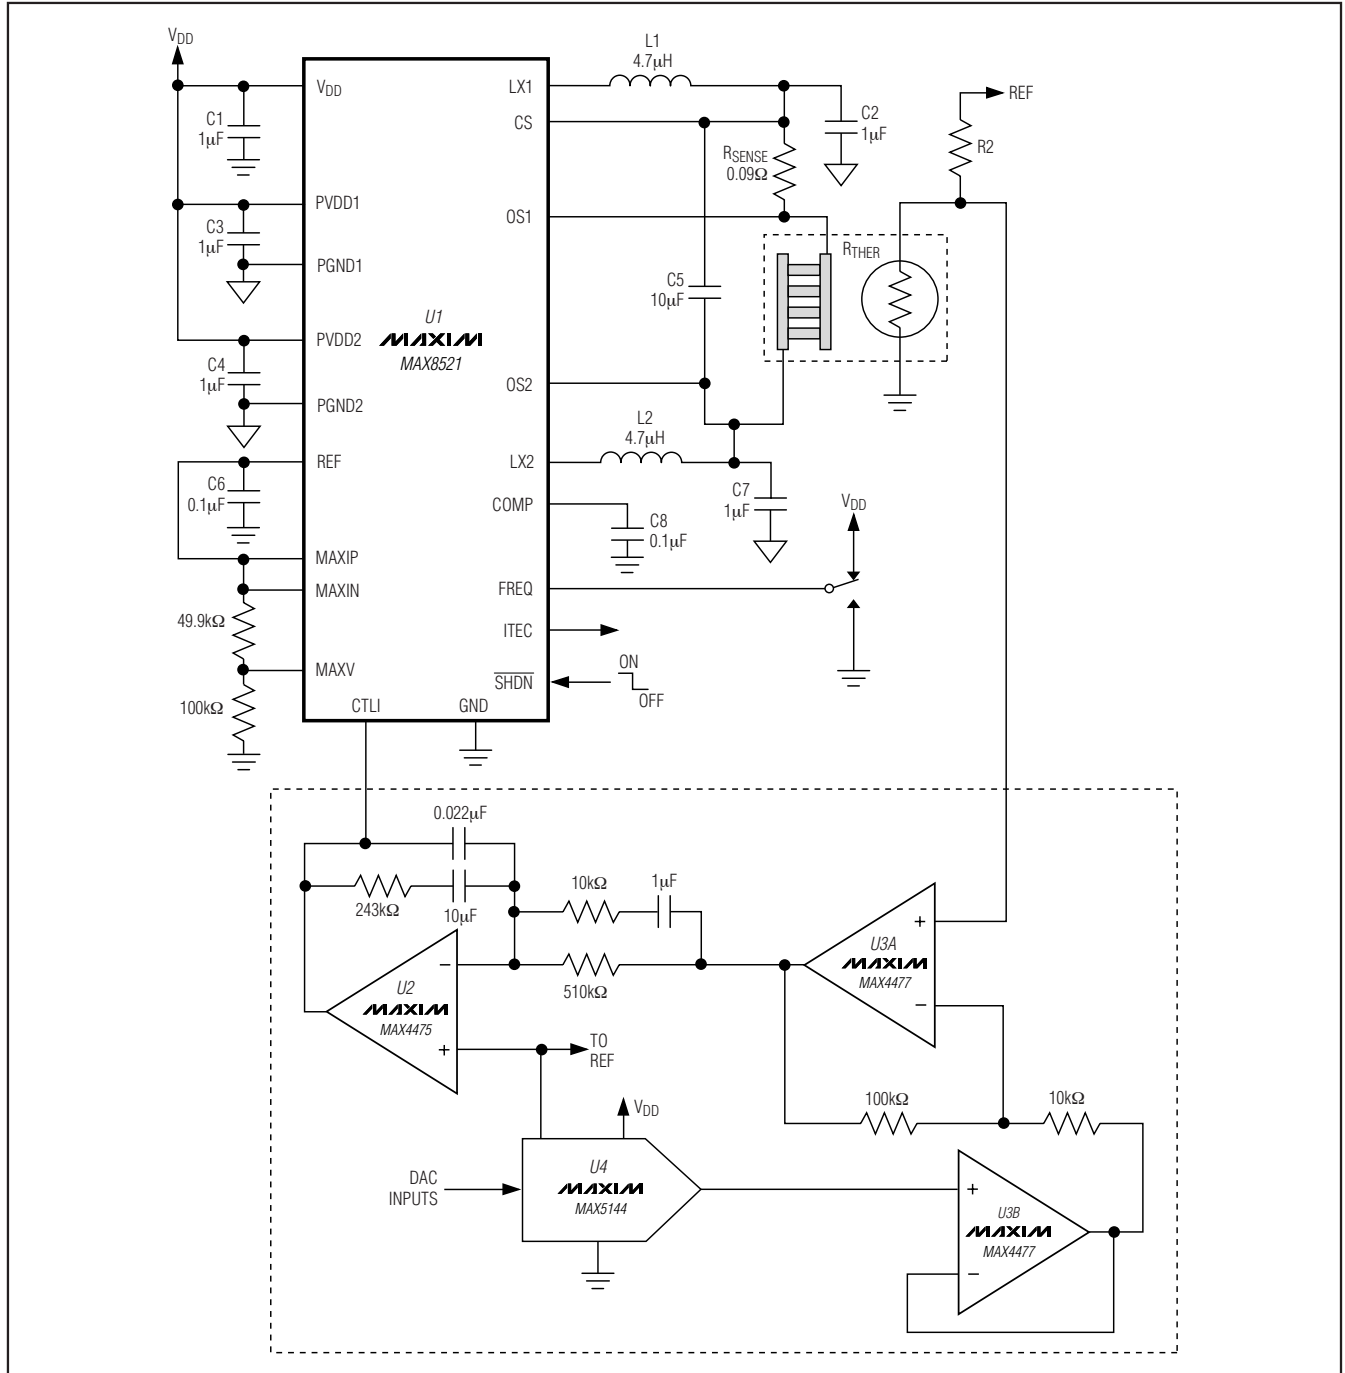 VDD
VDD
C1
1µF
PVDD1
C3
1µF
PGND1
PVDD2
C4
1µF
PGND2
REF
C6
0.1µF
MAXIP
MAXIN
49.9kΩ
MAXV
100kΩ
CTLI
GND
U1
MAXIM
MAX8521
LX1
CS
OS1
OS2
LX2
COMP
FREQ
ITEC
SHDN
ON
OFF
L1
4.7µH
C2
1µF
RSENSE
0.09Ω
REF
R2
RTHER
C5
10µF
L2
4.7µH
C7
1µF
C8
0.1µF
VDD
0.022µF
243kΩ
10µF
10kΩ
1µF
510kΩ
−
U2
MAXIM
MAX4475
+
TO
REF
+
U3A
MAXIM
MAX4477
−
100kΩ
10kΩ
VDD
DAC
INPUTS
U4
MAXIM
MAX5144
+
U3B
MAXIM
MAX4477
−